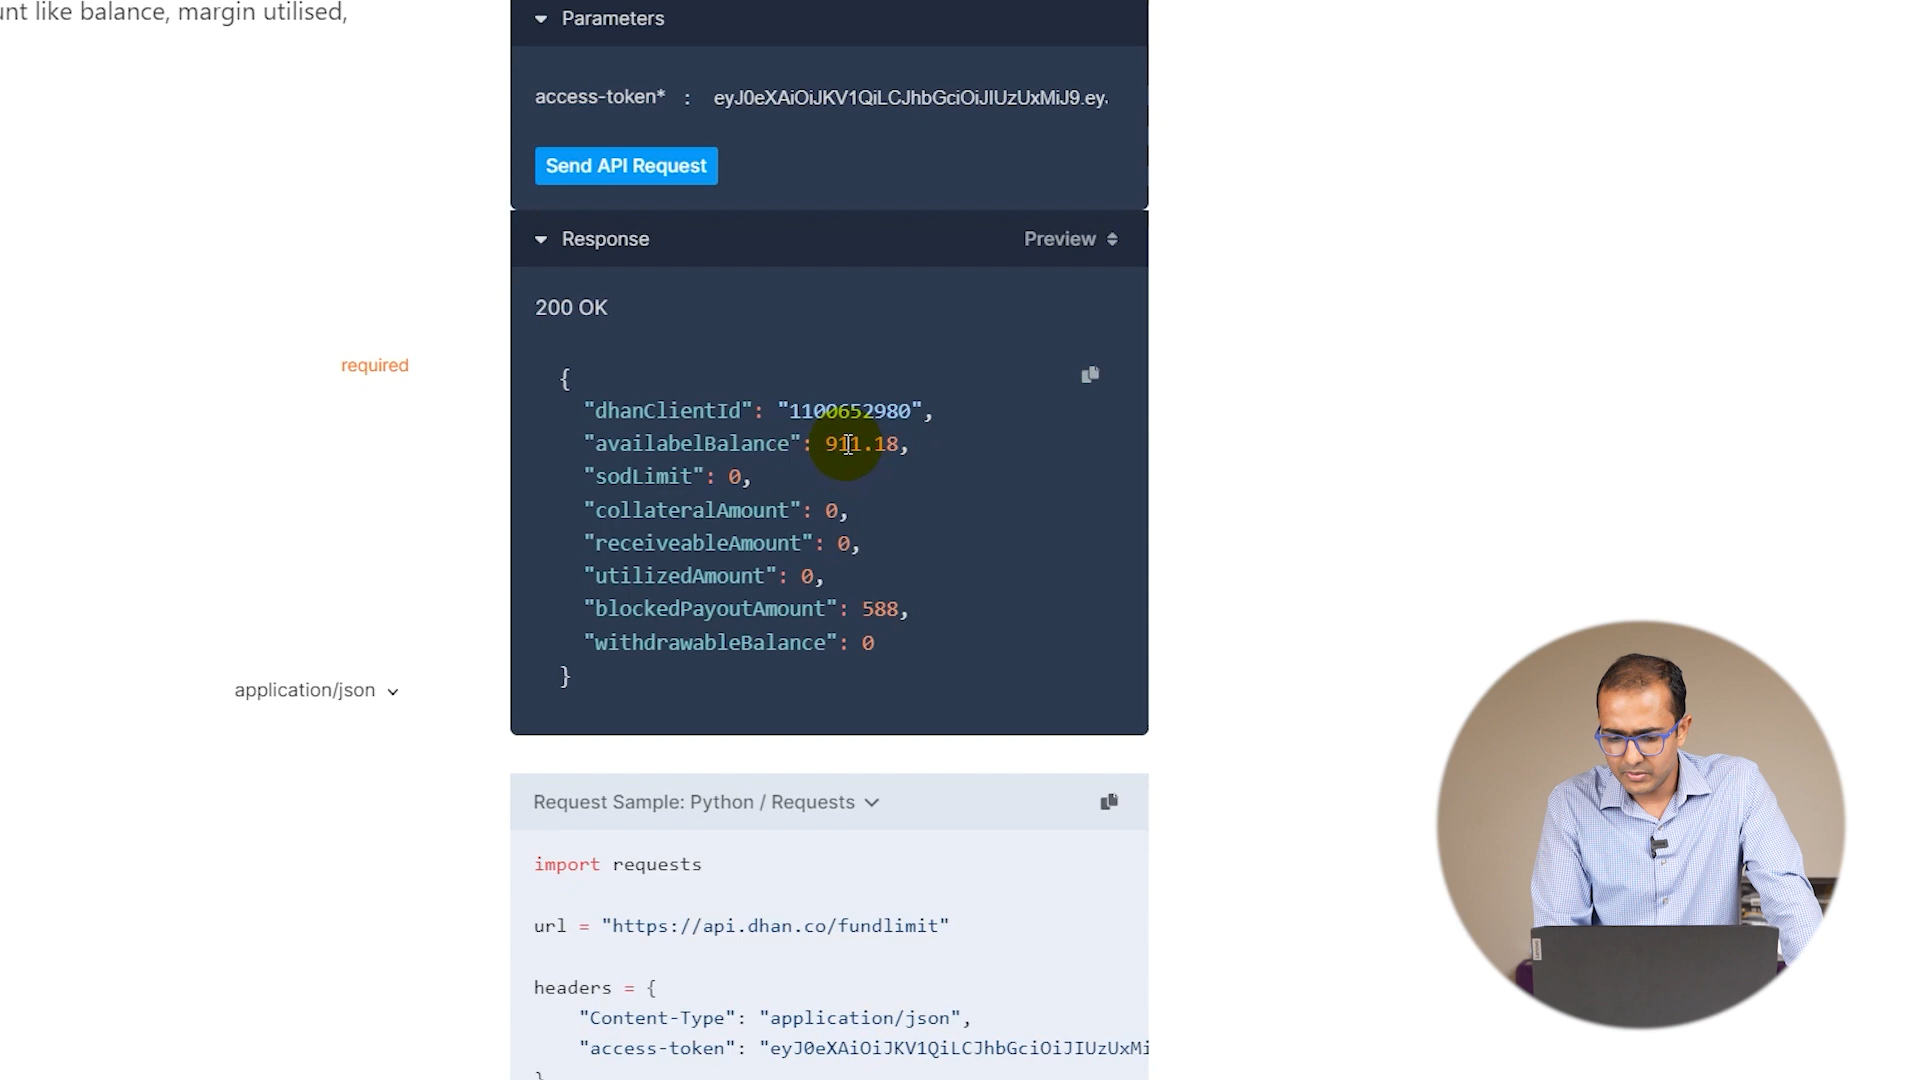 unt like balance, margin utilised,
Parameters
access-token* : eyJ0eXAiOiJKV1QiLCJhbGciOiJIUzUxMiJ9.ey
Send API Request
Response
Preview
200 OK
required
{
"dhanClientId": "1100652980",
"availabelBalance": 911.18,
"sodLimit": 0,
"collateralAmount": 0,
"receiveableAmount": 0,
"utilizedAmount": 0,
"blockedPayoutAmount": 588,
"withdrawableBalance": 0
}
application/json
Request Sample: Python / Requests
import requests
url = "https://api.dhan.co/fundlimit"
headers = {
"Content-Type": "application/json",
"access-token": "eyJ0eXAiOiJKV1QiLCJhbGciOiJIUzUxMi
}
Lenovo